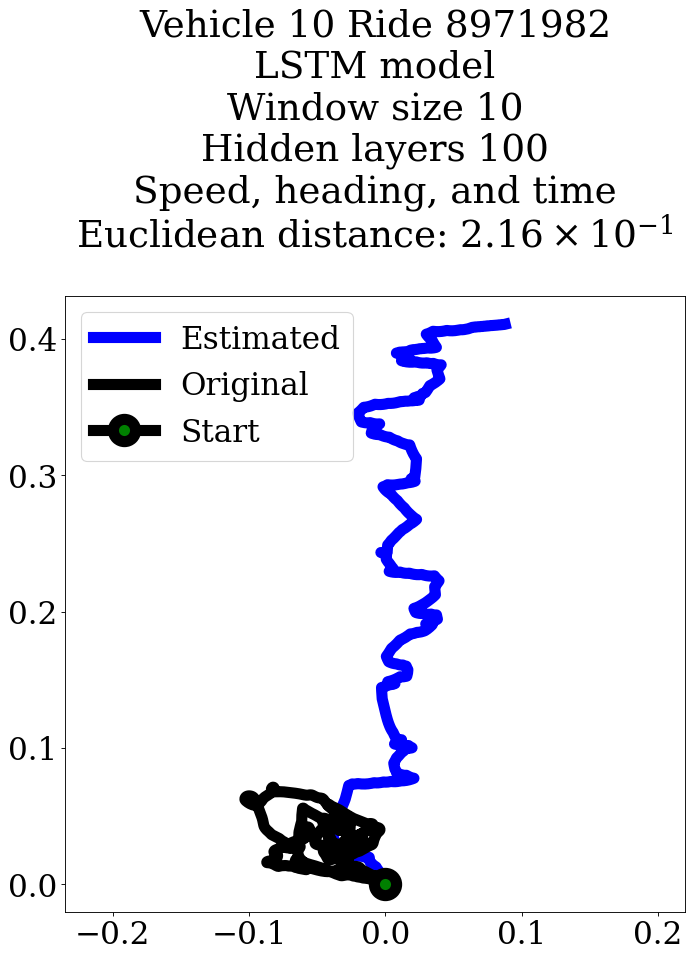 Vehicle 10 Ride 8971982
LSTM model
Window size 10
Hidden layers 100
Speed, heading, and time
Euclidean distance: 2.16 × 10⁻¹
Estimated
Original
Start
0.4
0.3
0.2
0.1
0.0
−0.2 −0.1 0.0 0.1 0.2